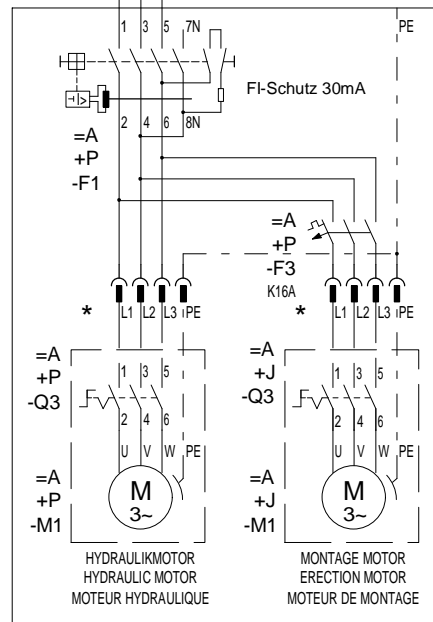 1 3 5 7N
PE
FI-Schutz 30mA
2 4 6 8N
=A
+P
-F1
=A
+P
-F3
K16A
* L1 L2 L3 PE
* L1 L2 L3 PE
=A
+P
-Q3
1 3 5
2 4 6
=A
+J
-Q3
1 3 5
2 4 6
U V W PE
U V W PE
=A
+P
-M1
M
3~
=A
+J
-M1
M
3~
HYDRAULIKMOTOR
HYDRAULIC MOTOR
MOTEUR HYDRAULIQUE
MONTAGE MOTOR
ERECTION MOTOR
MOTEUR DE MONTAGE